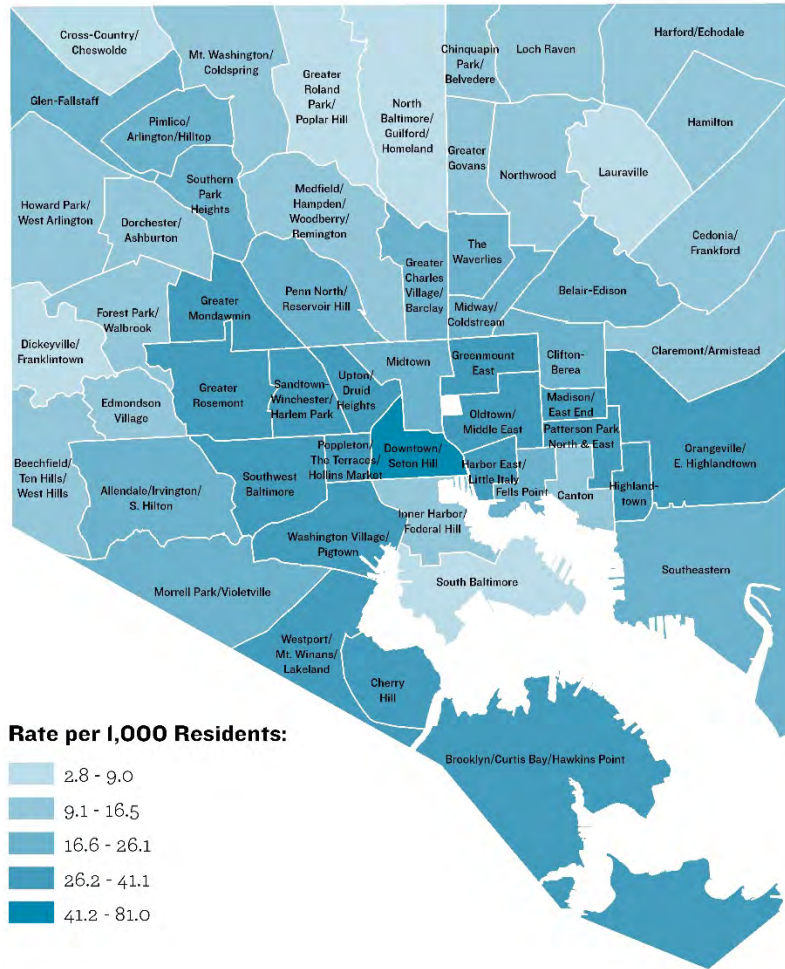 Cross-Country/
Cheswolde
Mt. Washington/
Coldspring
Greater
Roland
Park/
Poplar Hill
North
Baltimore/
Guilford/
Homeland
Chinquapin
Park/
Belvedere
Loch Raven
Harford/Echodale
Glen-Fallstaff
Pimlico/
Arlington/Hilltop
Hamilton
Greater
Govans
Northwood
Lauraville
Howard Park/
West Arlington
Southern
Park
Heights
Dorchester/
Ashburton
Medfield/
Hampden/
Woodberry/
Remington
Cedonia/
Frankford
The
Waverlies
Greater
Charles
Village/
Barclay
Belair-Edison
Penn North/
Reservoir Hill
Greater
Mondawmin
Forest Park/
Walbrook
Midway/
Coldstream
Dickeyville/
Franklintown
Midtown
Greenmount
East
Clifton-
Berea
Claremont/Armistead
Upton/
Druid
Heights
Sandtown-
Winchester/
Harlem Park
Greater
Rosemont
Edmondson
Village
Madison/
East End
Oldtown/
Middle East
Patterson Park
North & East
Orangeville/
E. Highlandtown
Poppleton/
The Terraces/
Hollins Market
Downtown/
Seton Hill
Harbor East/
Little Italy
Beechfield/
Ten Hills/
West Hills
Allendale/Irvington/
S. Hilton
Southwest
Baltimore
Fells Point
Canton
Highland-
town
Inner Harbor/
Federal Hill
Washington Village/
Pigtown
Southeastern
South Baltimore
Morrell Park/Violetville
Westport/
Mt. Winans/
Lakeland
Cherry
Hill
Brooklyn/Curtis Bay/Hawkins Point
Rate per 1,000 Residents:
2.8 - 9.0
9.1 - 16.5
16.6 - 26.1
26.2 - 41.1
41.2 - 81.0